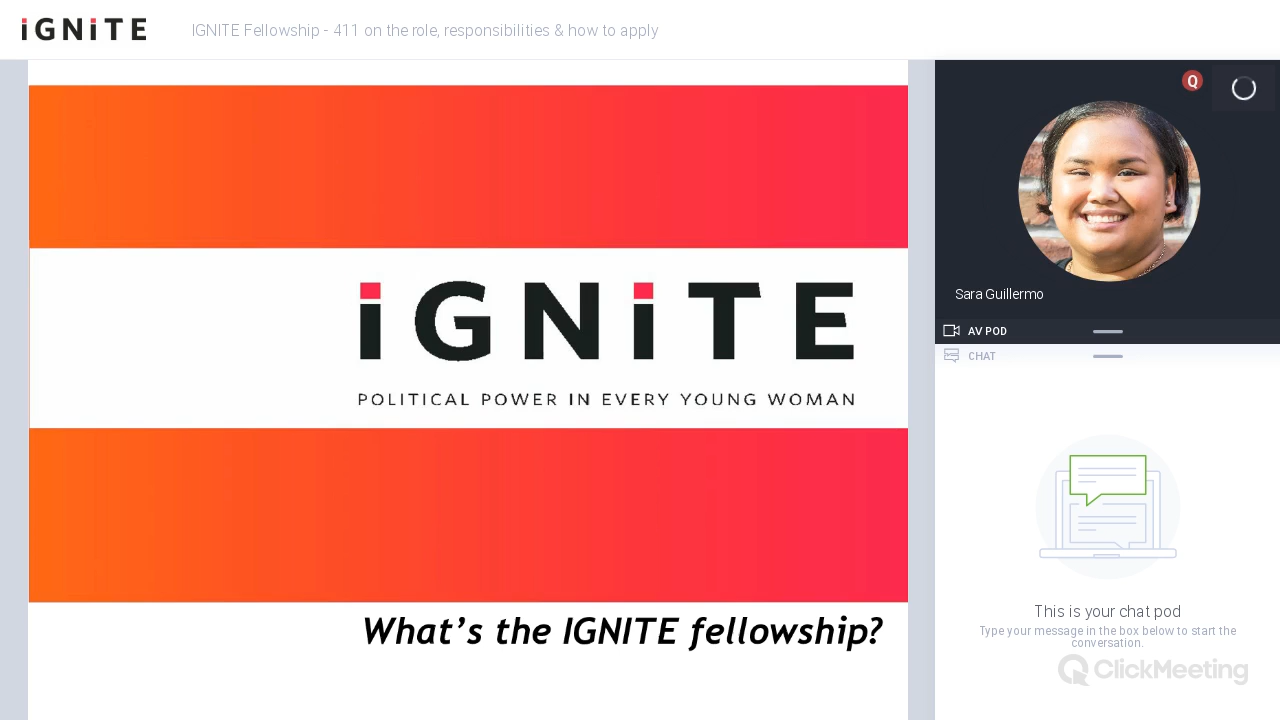 IGNITE
IGNITE Fellowship - 411 on the role, responsibilities & how to apply
Q
Sara Guillermo
AV POD
CHAT
iGNiTE
POLITICAL POWER IN EVERY YOUNG WOMAN
What's the IGNITE fellowship?
This is your chat pod
Type your message in the box below to start the
conversation.
ClickMeeting